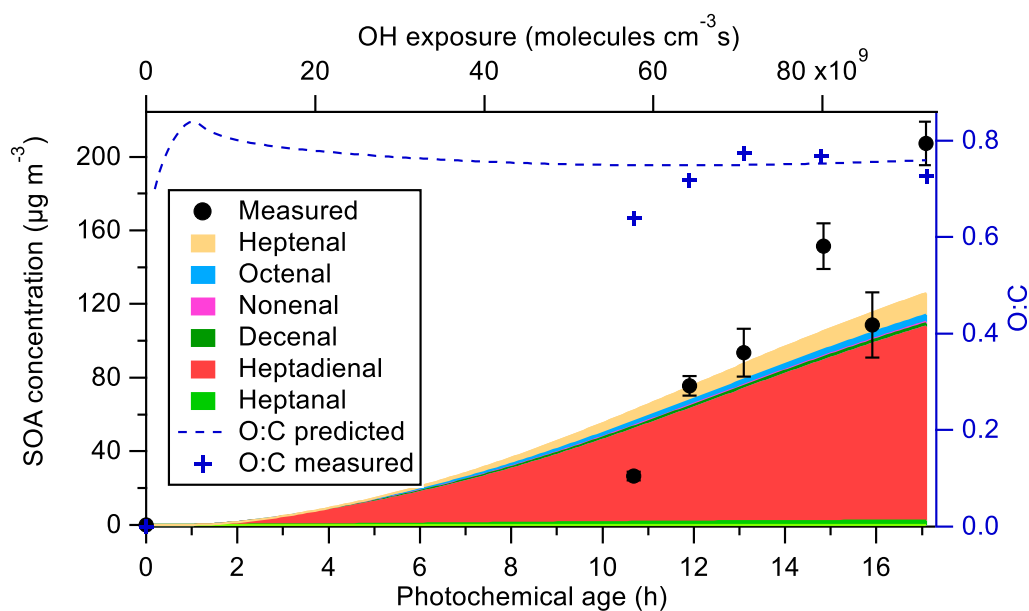 OH exposure (molecules cm⁻³s)
0 20 40 60 80 x10⁹
SOA concentration (µg m⁻³)
200
160
120
80
40
0
Measured
Heptenal
Octenal
Nonenal
Decenal
Heptadienal
Heptanal
O:C predicted
O:C measured
0.8
0.6
0.4
0.2
0.0
O:C
0 2 4 6 8 10 12 14 16
Photochemical age (h)